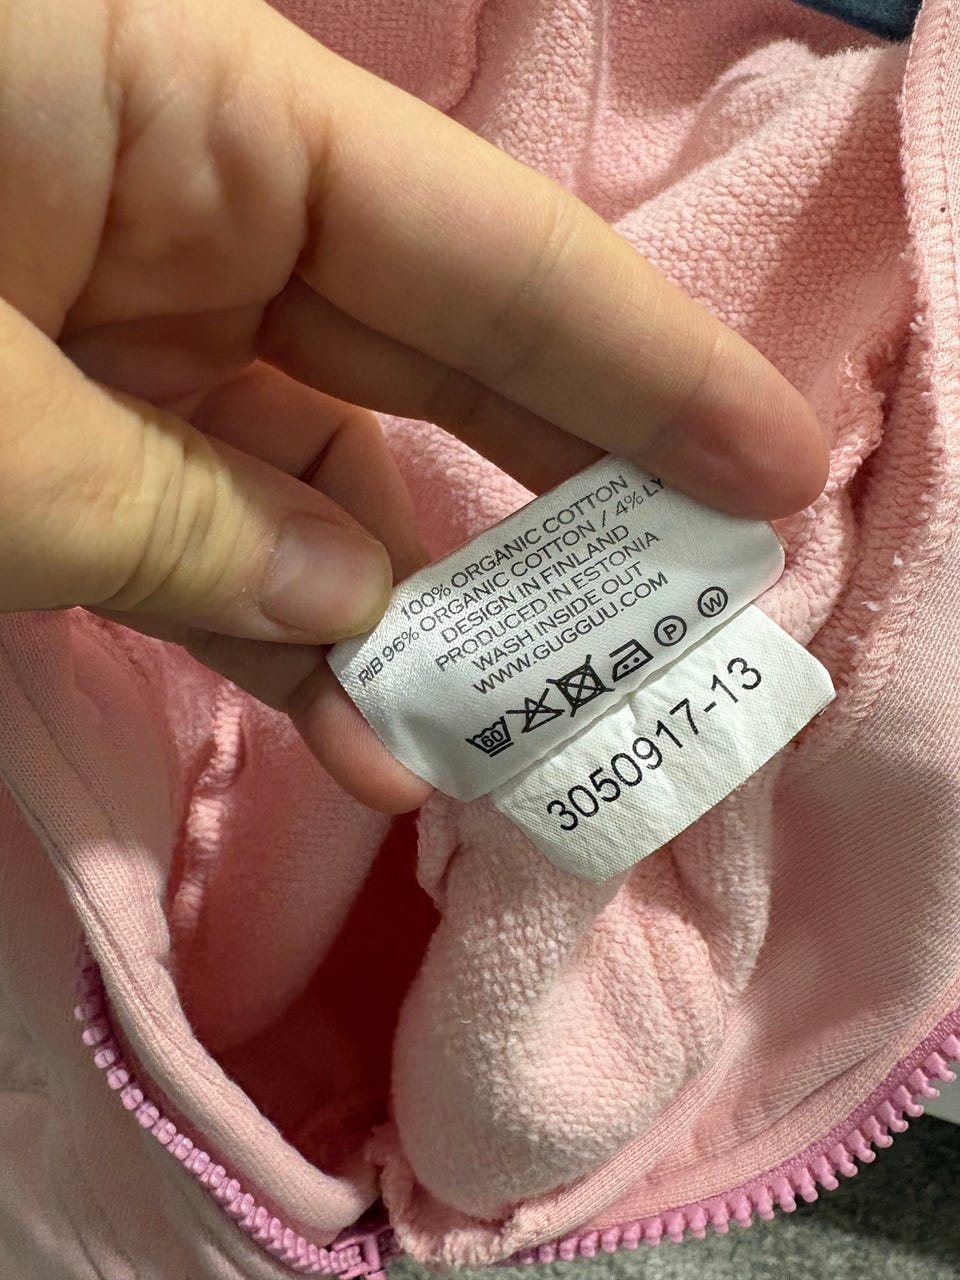 100% ORGANIC COTTON
RIB 96% ORGANIC COTTON / 4% LY
DESIGN IN FINLAND
PRODUCED IN ESTONIA
WASH INSIDE OUT
WWW.GUGGUU.COM
60 P W
3050917-13